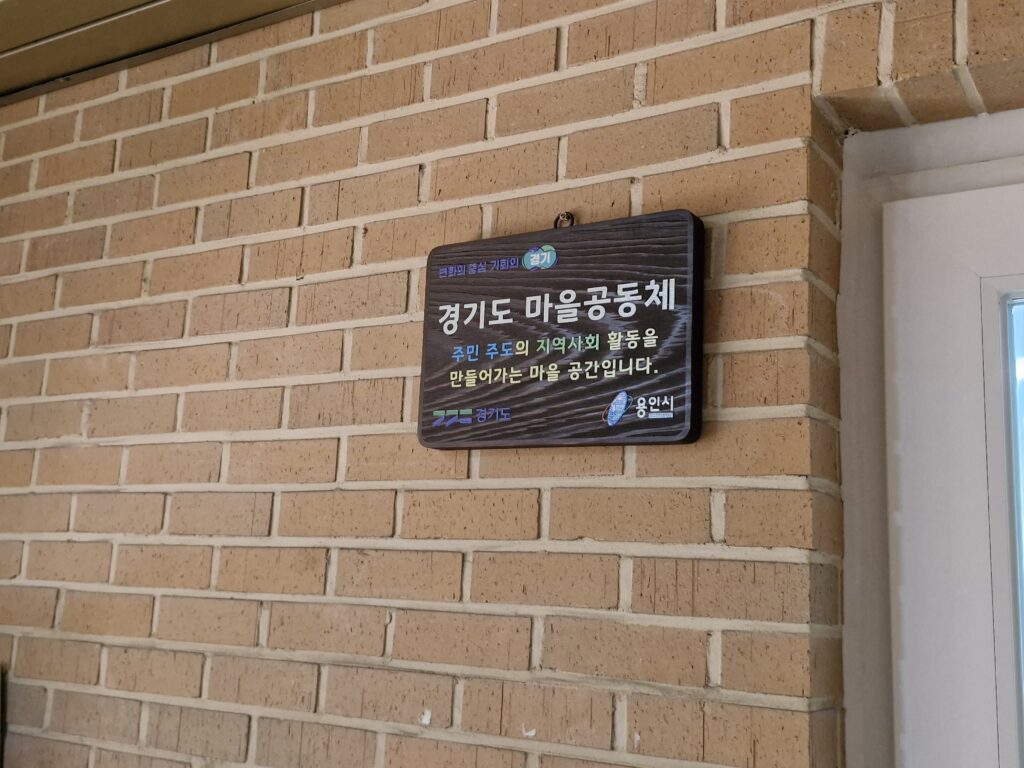 변화의 중심 기회의 경기
경기도 마을공동체
주민 주도의 지역사회 활동을
만들어가는 마을 공간입니다.
경기도
용인시